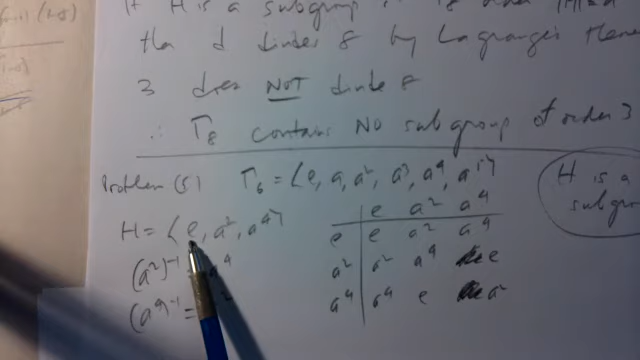 If H is a subgroup
then d divides 8 by Lagrange's Theorem
3 does NOT divide 8
∴ T₈ contains NO subgroup of order 3
Problem (5) T₆ = {e, a, a², a³, a⁴, a⁵}
H = {e, a², a⁴}
(a²)⁻¹ a⁴
(a⁴)⁻¹ =
e a² a⁴
e e a² a⁴
a² a² a⁴ e
a⁴ a⁴ e a²
H is a
subgro